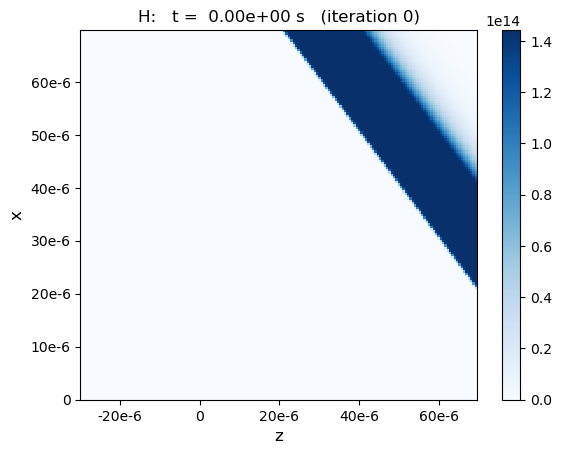 H:   t =  0.00e+00 s   (iteration 0)
1e14
1.4
1.2
1.0
0.8
0.6
0.4
0.2
0.0
60e-6
50e-6
40e-6
30e-6
20e-6
10e-6
0
x
-20e-6 0 20e-6 40e-6 60e-6
z